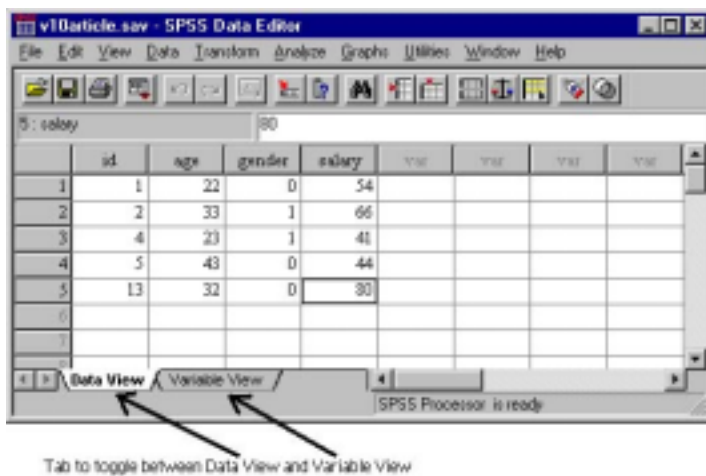 v10article.sav - SPSS Data Editor
File Edit View Data Transform Analyze Graphs Utilities Window Help
5 : salary 80
id age gender salary var var var var
1 1 22 0 54
2 2 33 1 66
3 4 23 1 41
4 5 43 0 44
5 13 32 0 80
6
7
Data View Variable View
SPSS Processor is ready
Tab to toggle between Data View and Variable View